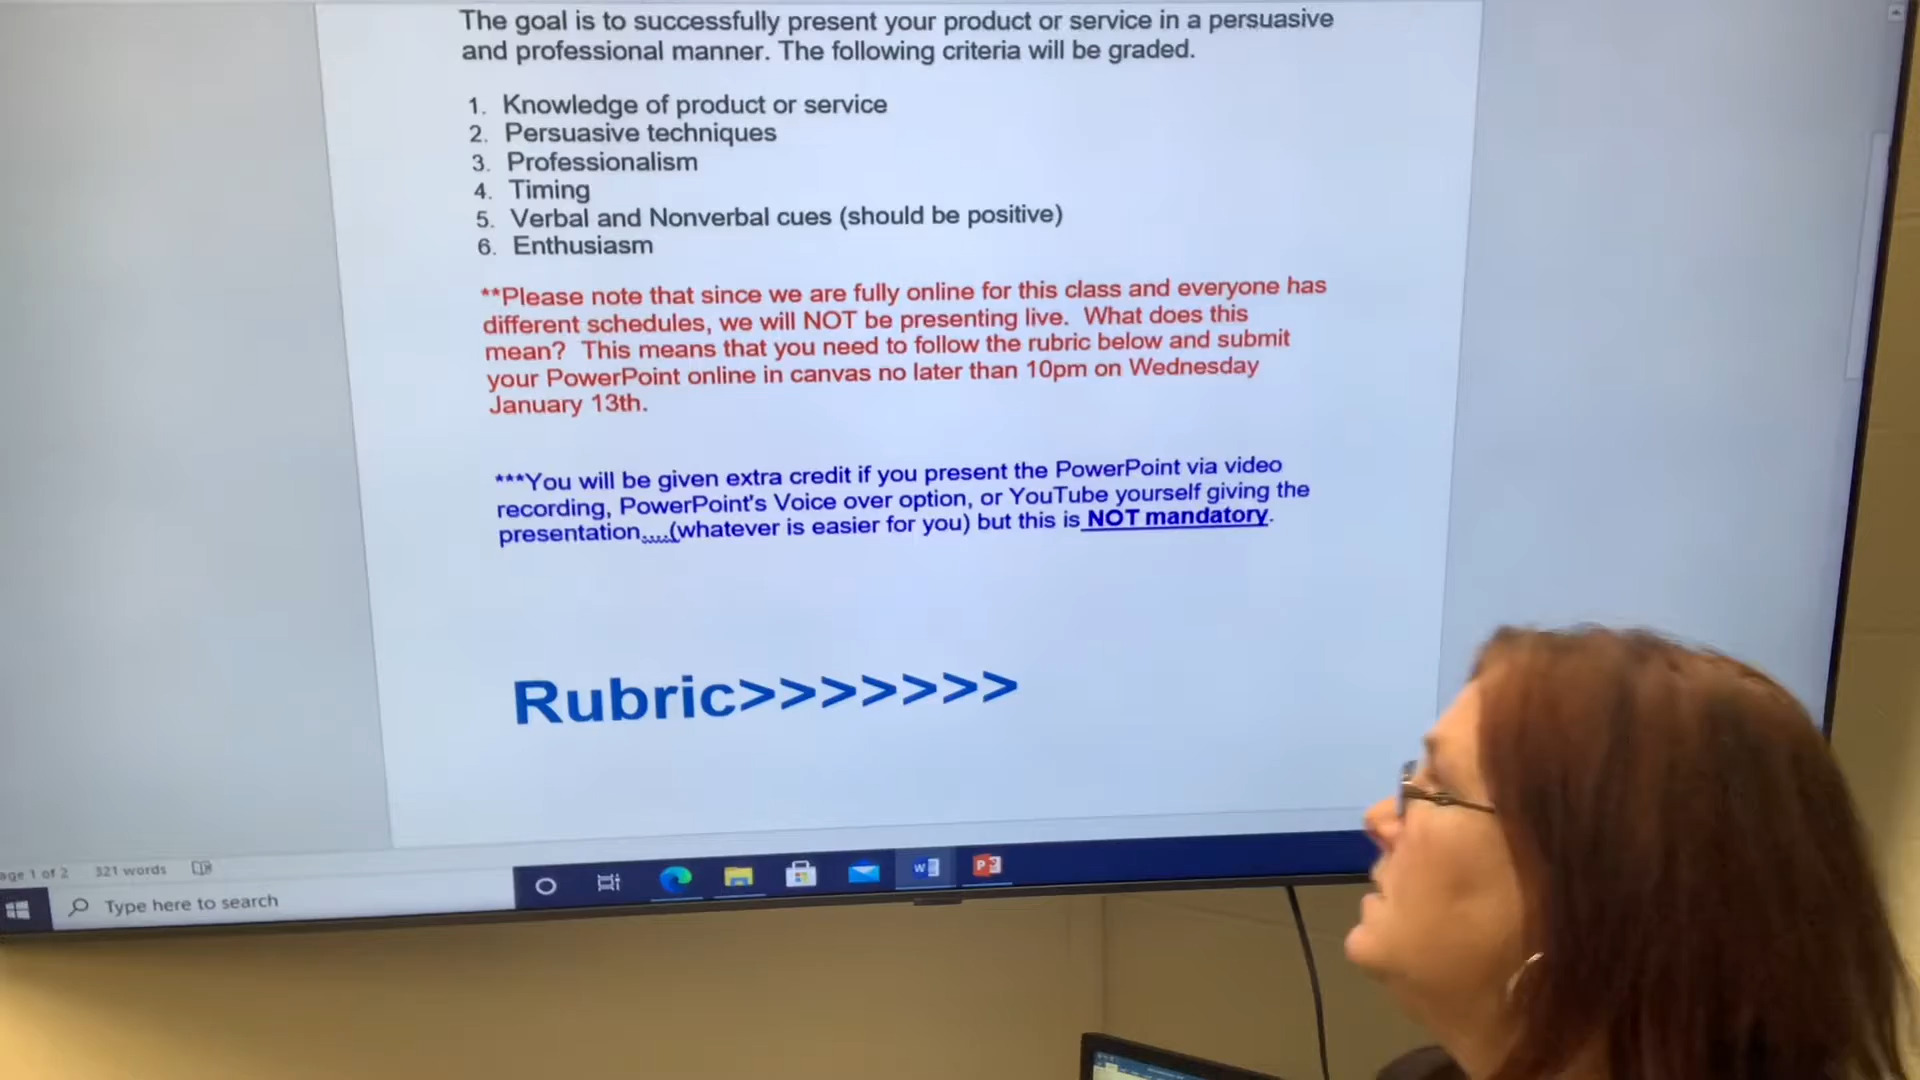 The goal is to successfully present your product or service in a persuasive
and professional manner. The following criteria will be graded.
1. Knowledge of product or service
2. Persuasive techniques
3. Professionalism
4. Timing
5. Verbal and Nonverbal cues (should be positive)
6. Enthusiasm
**Please note that since we are fully online for this class and everyone has
different schedules, we will NOT be presenting live. What does this
mean? This means that you need to follow the rubric below and submit
your PowerPoint online in canvas no later than 10pm on Wednesday
January 13th.
***You will be given extra credit if you present the PowerPoint via video
recording, PowerPoint's Voice over option, or YouTube yourself giving the
presentation.....(whatever is easier for you) but this is NOT mandatory.
Rubric>>>>>>>
age 1 of 2 321 words
Type here to search
W
P